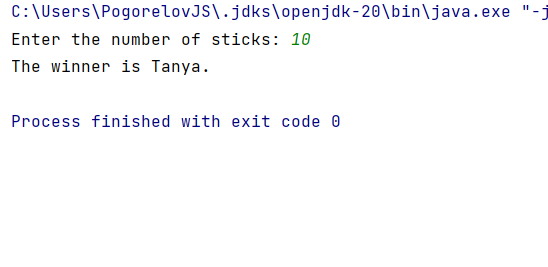 C:\Users\PogorelovJS\.jdks\openjdk-20\bin\java.exe "-j
Enter the number of sticks: 10
The winner is Tanya.
Process finished with exit code 0